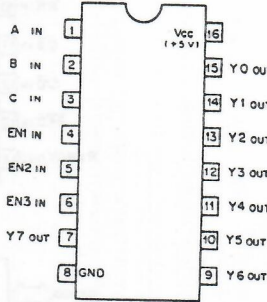 A IN 1 Vcc 16
(+5 V)
B IN 2 15 Y0 OUT
C IN 3 14 Y1 OUT
EN1 IN 4 13 Y2 OUT
EN2 IN 5 12 Y3 OUT
EN3 IN 6 11 Y4 OUT
Y7 OUT 7 10 Y5 OUT
8 GND 9 Y6 OUT